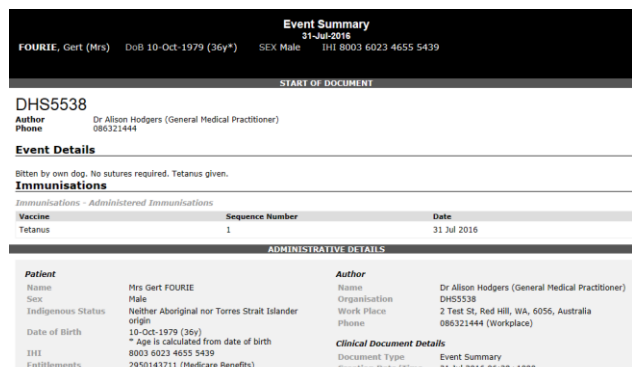 Event Summary
31-Jul-2016
FOURIE, Gert (Mrs) DoB 10-Oct-1979 (36y*) SEX Male IHI 8003 6023 4655 5439
START OF DOCUMENT
DHS5538
Author Dr Alison Hodgers (General Medical Practitioner)
Phone 086321444
Event Details
Bitten by own dog. No sutures required. Tetanus given.
Immunisations
Immunisations - Administered Immunisations
Vaccine Sequence Number Date
Tetanus 1 31 Jul 2016
ADMINISTRATIVE DETAILS
Patient
Name Mrs Gert FOURIE
Sex Male
Indigenous Status Neither Aboriginal nor Torres Strait Islander
origin
Date of Birth 10-Oct-1979 (36y)
* Age is calculated from date of birth
IHI 8003 6023 4655 5439
Entitlements 2950143711 (Medicare Benefits)
Author
Name Dr Alison Hodgers (General Medical Practitioner)
Organisation DHS5538
Work Place 2 Test St, Red Hill, WA, 6056, Australia
Phone 086321444 (Workplace)
Clinical Document Details
Document Type Event Summary